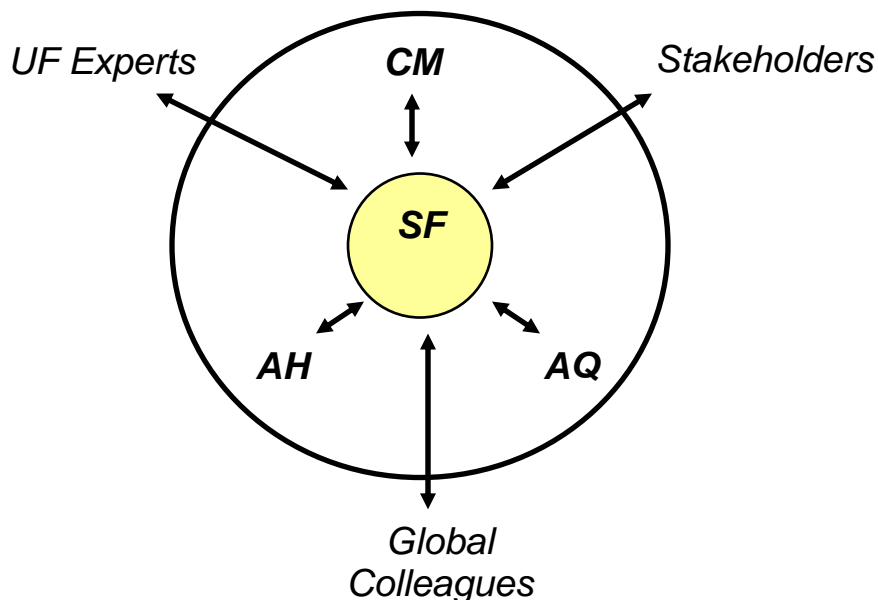 UF Experts
CM
Stakeholders
SF
AH
AQ
Global
Colleagues